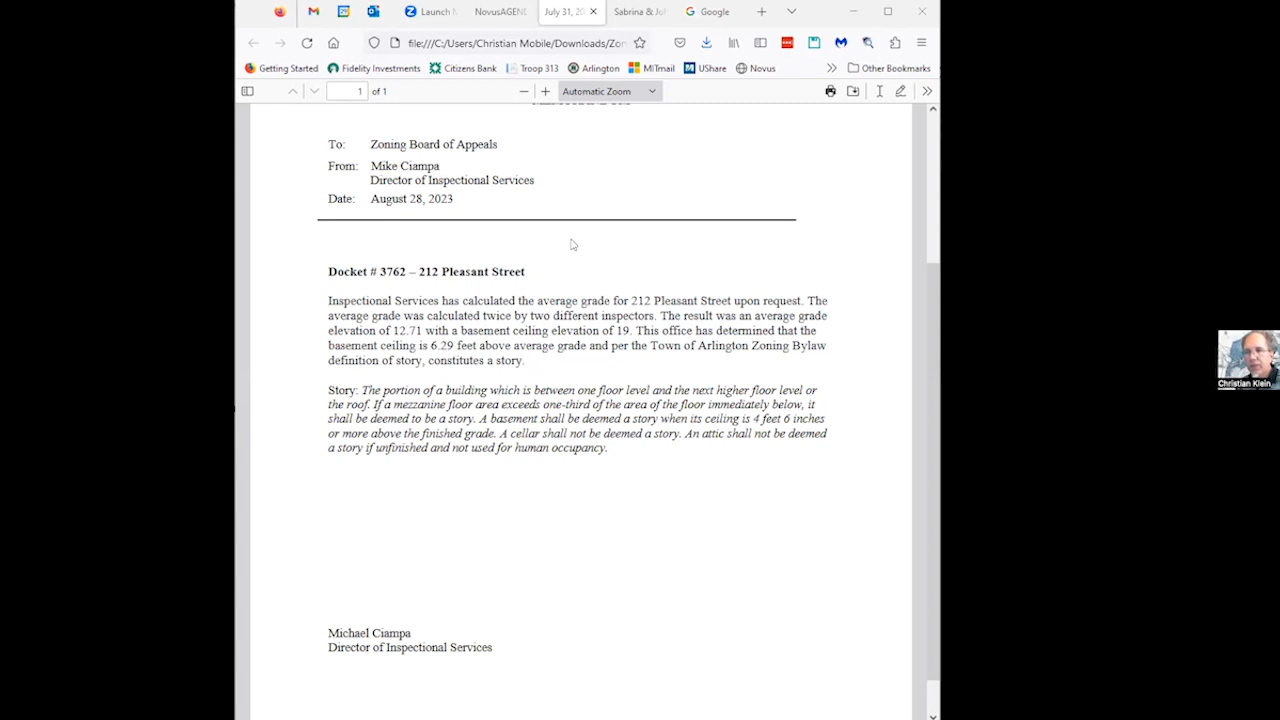 Launch
NovusAGEND
July 31, 20
Sabrina & Jo
Google
file:///C:/Users/Christian Mobile/Downloads/Zon
Getting Started
Fidelity Investments
Citizens Bank
Troop 313
Arlington
MITmail
UShare
Novus
Other Bookmarks
1 of 1
Automatic Zoom
To: Zoning Board of Appeals
From: Mike Ciampa
Director of Inspectional Services
Date: August 28, 2023
Docket # 3762 – 212 Pleasant Street
Inspectional Services has calculated the average grade for 212 Pleasant Street upon request. The
average grade was calculated twice by two different inspectors. The result was an average grade
elevation of 12.71 with a basement ceiling elevation of 19. This office has determined that the
basement ceiling is 6.29 feet above average grade and per the Town of Arlington Zoning Bylaw
definition of story, constitutes a story.
Story: The portion of a building which is between one floor level and the next higher floor level or
the roof. If a mezzanine floor area exceeds one-third of the area of the floor immediately below, it
shall be deemed to be a story. A basement shall be deemed a story when its ceiling is 4 feet 6 inches
or more above the finished grade. A cellar shall not be deemed a story. An attic shall not be deemed
a story if unfinished and not used for human occupancy.
Christian Klein
Michael Ciampa
Director of Inspectional Services